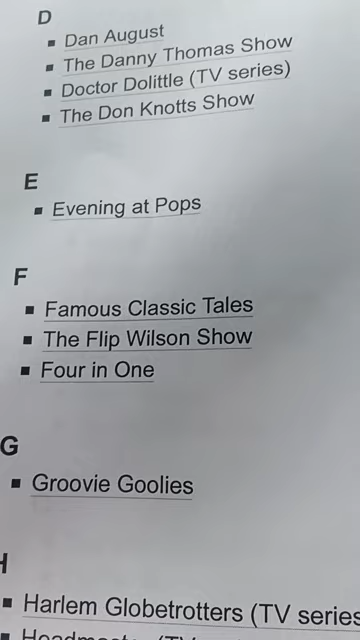 D
▪ Dan August
▪ The Danny Thomas Show
▪ Doctor Dolittle (TV series)
▪ The Don Knotts Show
E
▪ Evening at Pops
F
▪ Famous Classic Tales
▪ The Flip Wilson Show
▪ Four in One
G
▪ Groovie Goolies
H
▪ Harlem Globetrotters (TV series